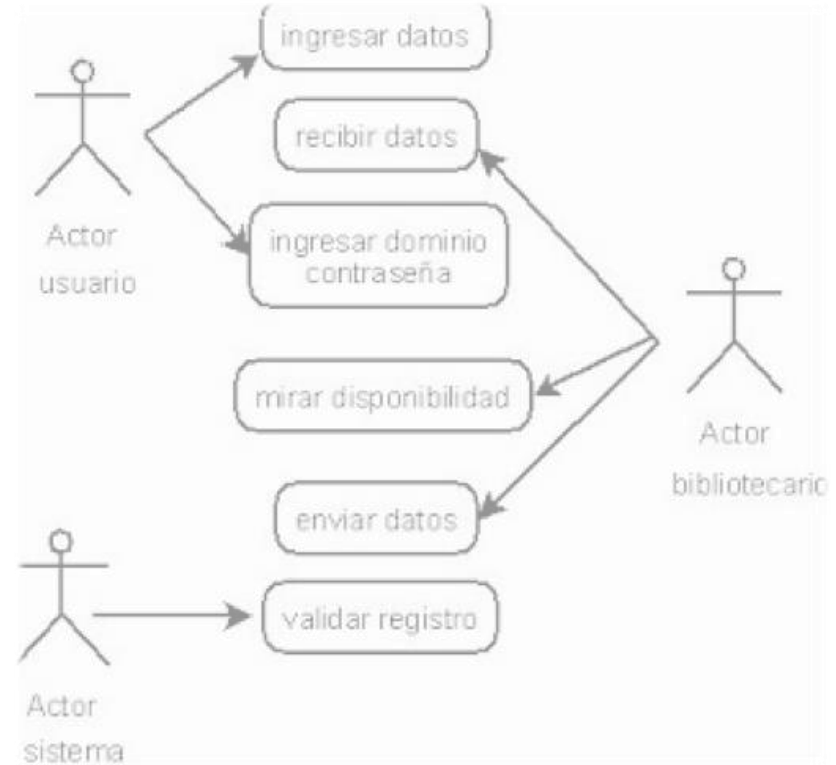 ingresar datos
recibir datos
Actor
usuario
ingresar dominio
contraseña
mirar disponibilidad
Actor
bibliotecario
enviar datos
validar registro
Actor
sistema